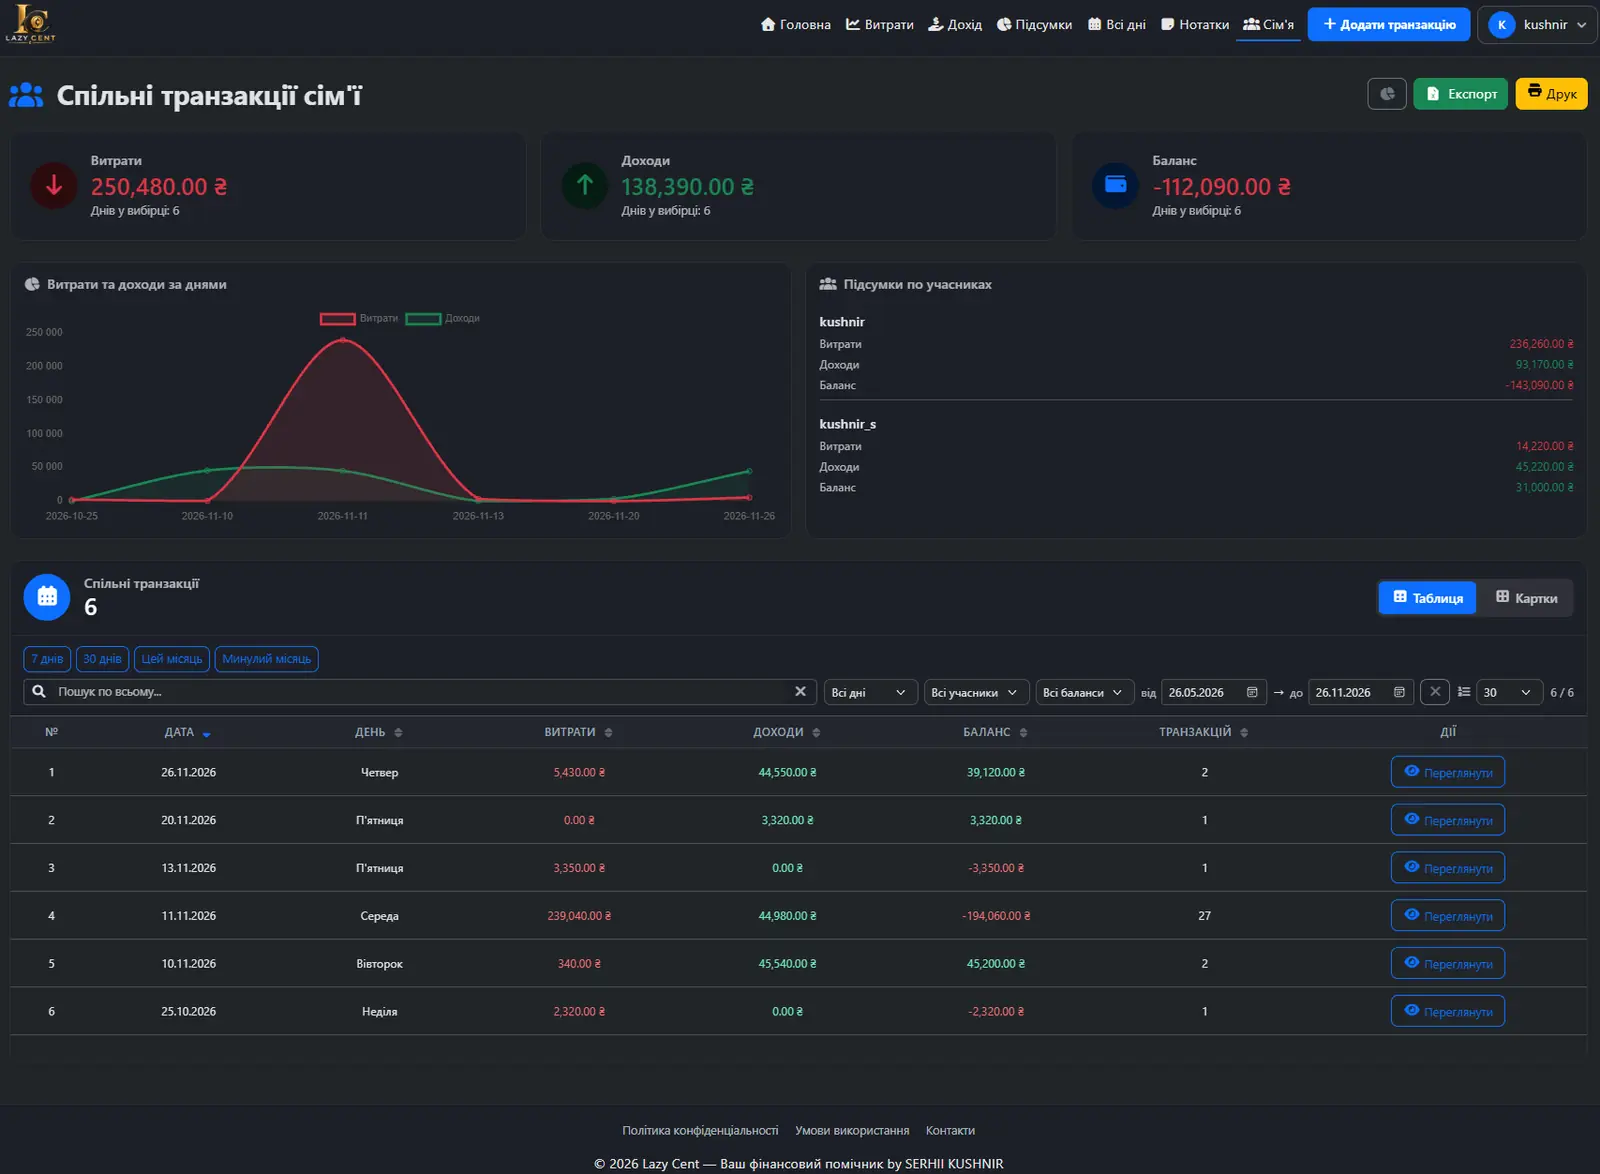 LAZY CENT
Головна Витрати Дохід Підсумки Всі дні Нотатки Сім'я + Додати транзакцію K kushnir
Спільні транзакції сім'ї
Експорт Друк
Витрати
250,480.00 ₴
Днів у вибірці: 6
Доходи
138,390.00 ₴
Днів у вибірці: 6
Баланс
-112,090.00 ₴
Днів у вибірці: 6
Витрати та доходи за днями
Витрати Доходи
250 000
200 000
150 000
100 000
50 000
0
2026-10-25 2026-11-10 2026-11-11 2026-11-13 2026-11-20 2026-11-26
Підсумки по учасниках
kushnir
Витрати 236,260.00 ₴
Доходи 93,170.00 ₴
Баланс -143,090.00 ₴
kushnir_s
Витрати 14,220.00 ₴
Доходи 45,220.00 ₴
Баланс 31,000.00 ₴
Спільні транзакції
6
Таблиця Картки
7 днів 30 днів Цей місяць Минулий місяць
Пошук по всьому... Всі дні Всі учасники Всі баланси від 26.05.2026 → до 26.11.2026 30 6 / 6
№ ДАТА ДЕНЬ ВИТРАТИ ДОХОДИ БАЛАНС ТРАНЗАКЦІЙ ДІЇ
1 26.11.2026 Четвер 5,430.00 ₴ 44,550.00 ₴ 39,120.00 ₴ 2 Переглянути
2 20.11.2026 П'ятниця 0.00 ₴ 3,320.00 ₴ 3,320.00 ₴ 1 Переглянути
3 13.11.2026 П'ятниця 3,350.00 ₴ 0.00 ₴ -3,350.00 ₴ 1 Переглянути
4 11.11.2026 Середа 239,040.00 ₴ 44,980.00 ₴ -194,060.00 ₴ 27 Переглянути
5 10.11.2026 Вівторок 340.00 ₴ 45,540.00 ₴ 45,200.00 ₴ 2 Переглянути
6 25.10.2026 Неділя 2,320.00 ₴ 0.00 ₴ -2,320.00 ₴ 1 Переглянути
Політика конфіденціальності Умови використання Контакти
© 2026 Lazy Cent — Ваш фінансовий помічник by SERHII KUSHNIR